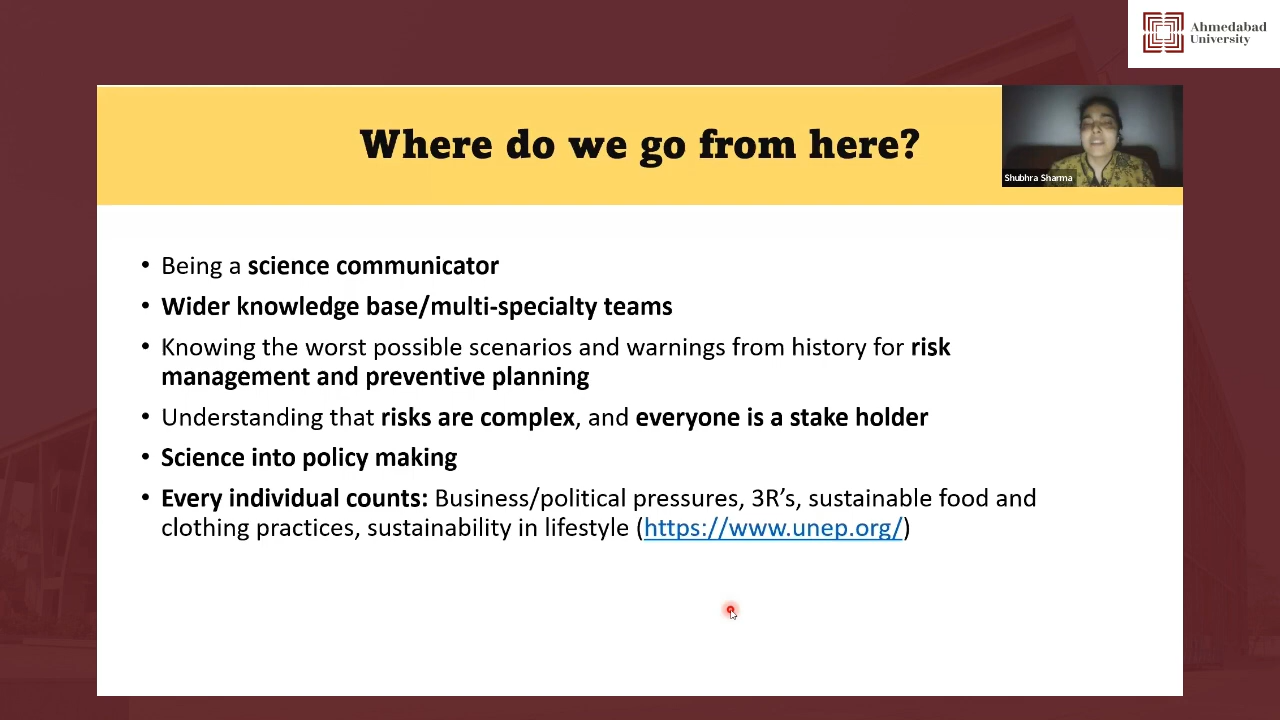 Ahmedabad
University
Where do we go from here?
Shubhra Sharma
• Being a science communicator
• Wider knowledge base/multi-specialty teams
• Knowing the worst possible scenarios and warnings from history for risk
management and preventive planning
• Understanding that risks are complex, and everyone is a stake holder
• Science into policy making
• Every individual counts: Business/political pressures, 3R’s, sustainable food and
clothing practices, sustainability in lifestyle (https://www.unep.org/)